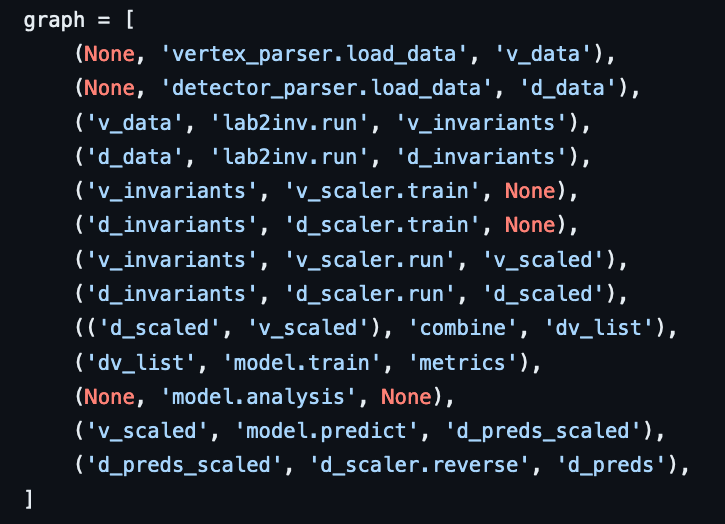 graph = [
    (None, 'vertex_parser.load_data', 'v_data'),
    (None, 'detector_parser.load_data', 'd_data'),
    ('v_data', 'lab2inv.run', 'v_invariants'),
    ('d_data', 'lab2inv.run', 'd_invariants'),
    ('v_invariants', 'v_scaler.train', None),
    ('d_invariants', 'd_scaler.train', None),
    ('v_invariants', 'v_scaler.run', 'v_scaled'),
    ('d_invariants', 'd_scaler.run', 'd_scaled'),
    (('d_scaled', 'v_scaled'), 'combine', 'dv_list'),
    ('dv_list', 'model.train', 'metrics'),
    (None, 'model.analysis', None),
    ('v_scaled', 'model.predict', 'd_preds_scaled'),
    ('d_preds_scaled', 'd_scaler.reverse', 'd_preds'),
]